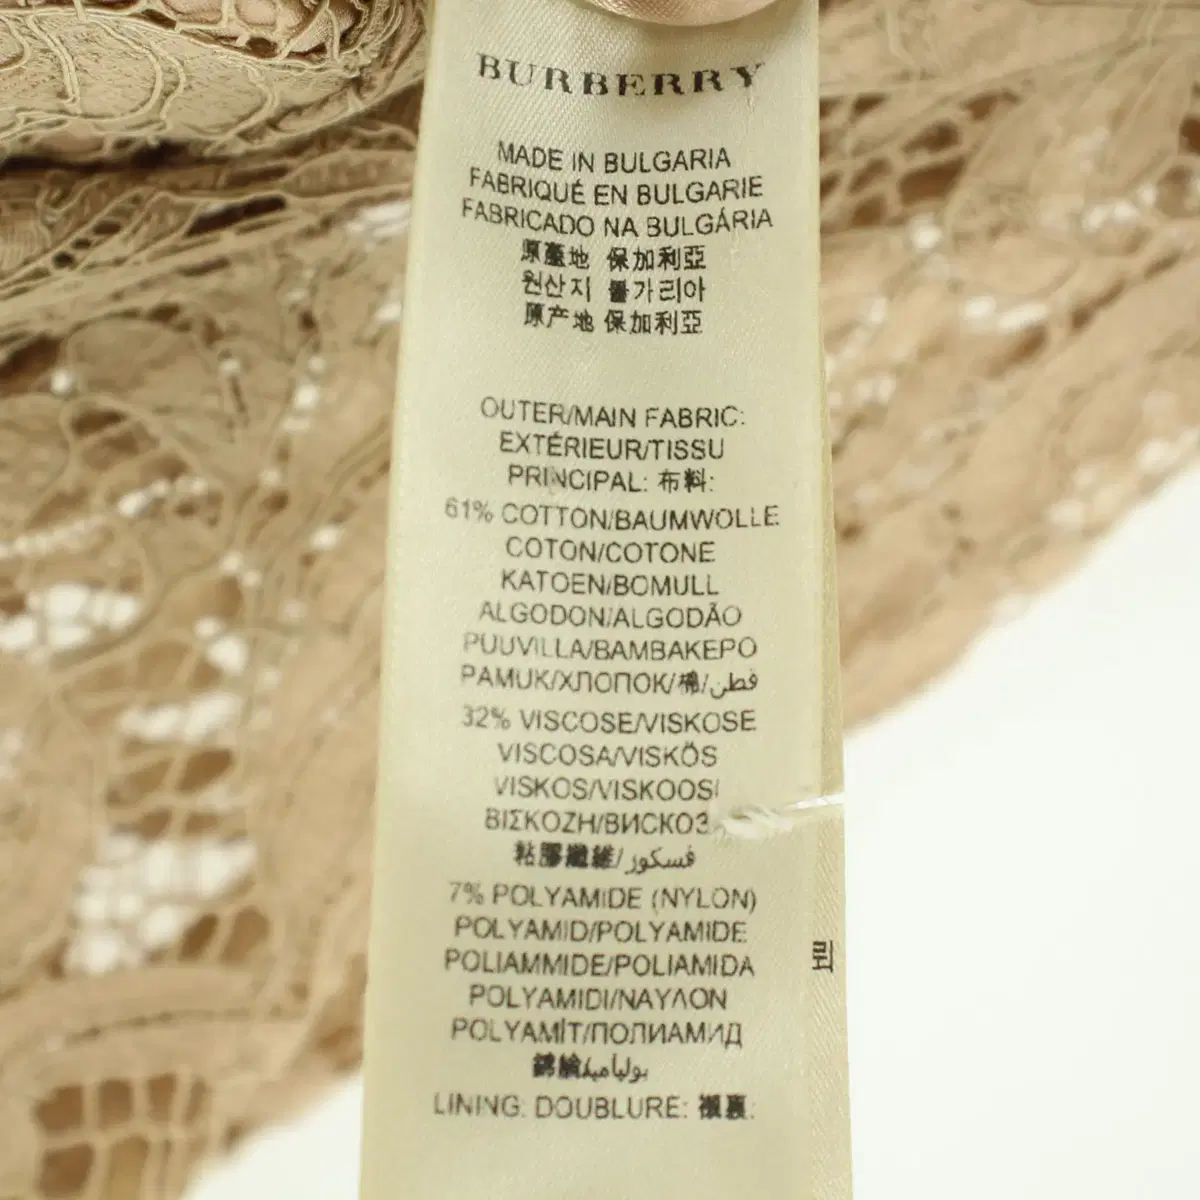 BURBERRY
MADE IN BULGARIA
FABRIQUÉ EN BULGARIE
FABRICADO NA BULGÁRIA
原產地 保加利亞
원산지 불가리아
原产地 保加利亞
OUTER/MAIN FABRIC:
EXTÉRIEUR/TISSU
PRINCIPAL: 布料:
61% COTTON/BAUMWOLLE
COTON/COTONE
KATOEN/BOMULL
ALGODON/ALGODÃO
PUUVILLA/ΒΑΜΒΑΚΕΡΟ
PAMUK/ХЛОПОК/棉/قطن
32% VISCOSE/VISKOSE
VISCOSA/VISKÖS
VISKOS/VISKOOSI
ΒΙΣΚΟΖΗ/ВИСКОЗ
粘膠纖維/فسكوز
7% POLYAMIDE (NYLON)
POLYAMID/POLYAMIDE
POLIAMMIDE/POLIAMIDA
POLYAMIDI/ΝΑΥΛΟΝ
POLYAMİT/ПОЛИАМИД
錦綸/بولياميد
LINING: DOUBLURE: 襯裏:
뢰